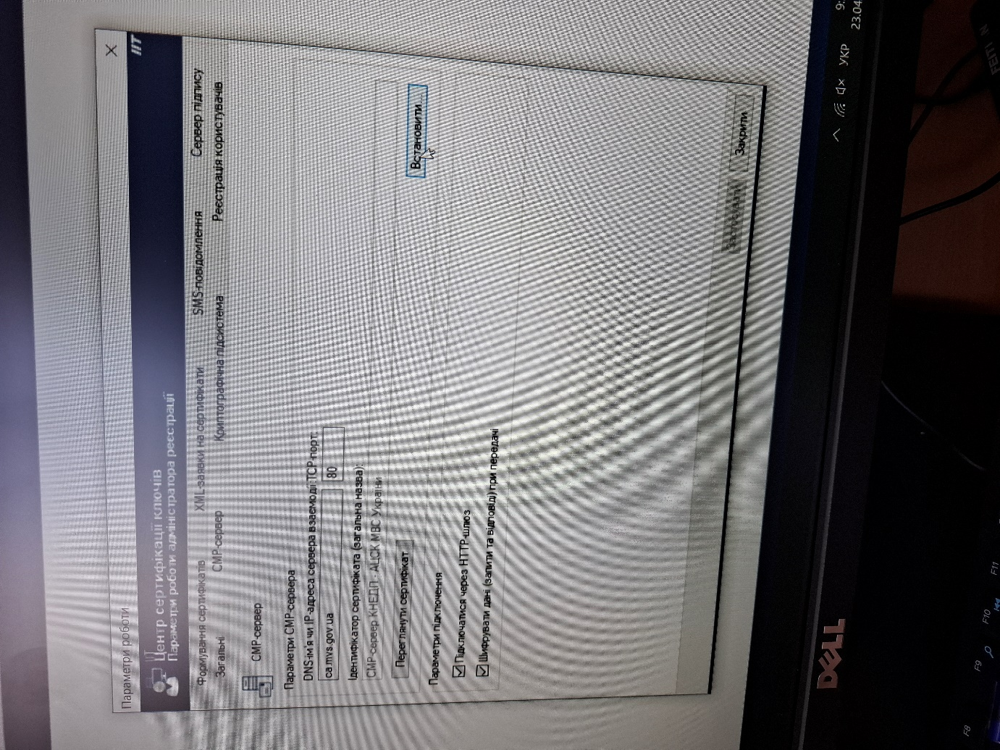 Параметри роботи
ІІТ
Центр сертифікації ключів
Параметри роботи адміністратора реєстрації
Формування сертифікатів XML-заявки на сертифікати SMS-повідомлення Сервер підпису
Загальні CMP-сервер Криптографічна підсистема Реєстрація користувачів
CMP-сервер
Параметри CMP-сервера
DNS-ім'я чи IP-адреса сервера взаємодії: TCP-порт:
ca.mvs.gov.ua 80
Ідентифікатор сертифіката (загальна назва):
CMP-сервер КНЕДП - АЦСК МВС України
Переглянути сертифікат Встановити...
Параметри підключення
Підключатися через HTTP-шлюз
Шифрувати дані (запити та відповіді) при передачі
Застосувати Закрити
УКР
23.04
DELL
F8 F9 F10 F11